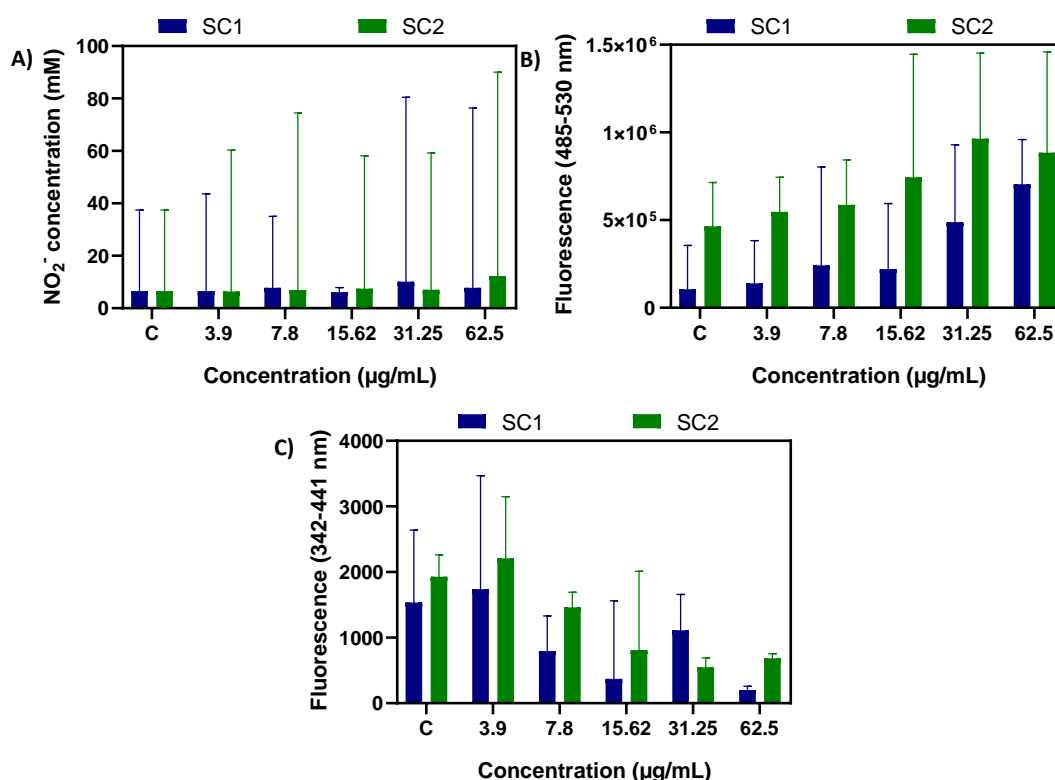 SC1 SC2
A)
NO₂⁻ concentration (mM)
100
80
60
40
20
0
C 3.9 7.8 15.62 31.25 62.5
Concentration (µg/mL)
SC1 SC2
B)
Fluorescence (485-530 nm)
1.5×10⁶
1×10⁶
5×10⁵
0
C 3.9 7.8 15.62 31.25 62.5
Concentration (µg/mL)
SC1 SC2
C)
Fluorescence (342-441 nm)
4000
3000
2000
1000
0
C 3.9 7.8 15.62 31.25 62.5
Concentration (µg/mL)